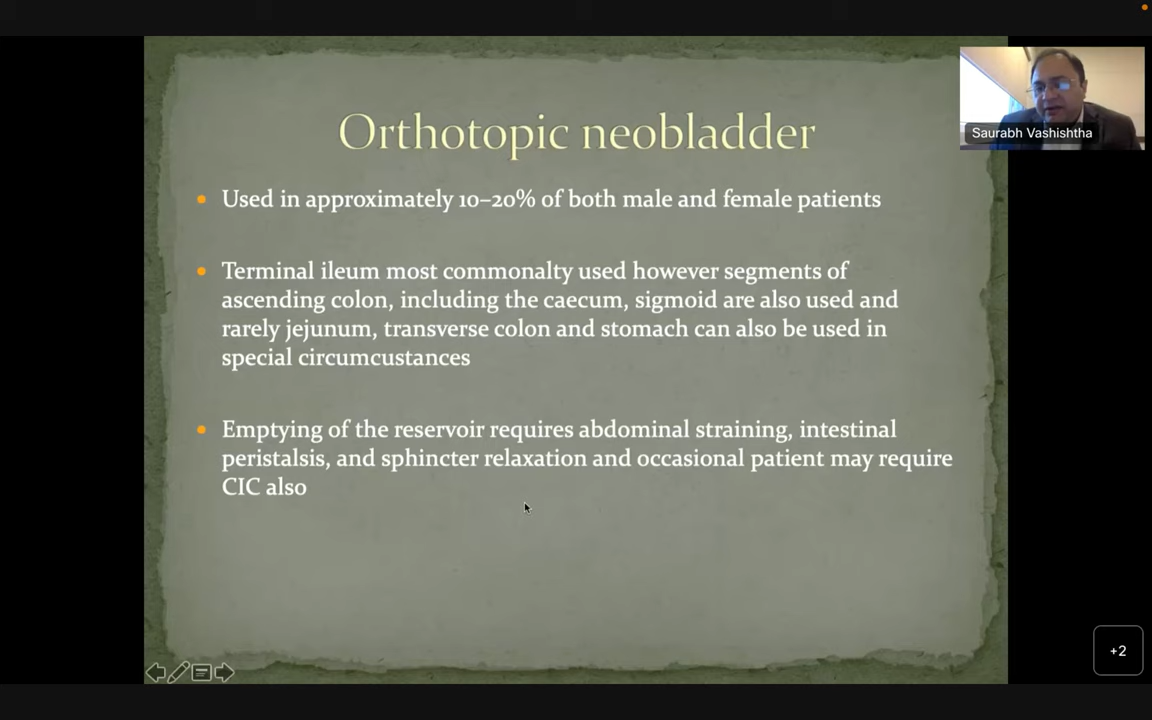 Orthotopic neobladder
Saurabh Vashishtha
• Used in approximately 10–20% of both male and female patients
• Terminal ileum most commonalty used however segments of
ascending colon, including the caecum, sigmoid are also used and
rarely jejunum, transverse colon and stomach can also be used in
special circumcustances
• Emptying of the reservoir requires abdominal straining, intestinal
peristalsis, and sphincter relaxation and occasional patient may require
CIC also
+2